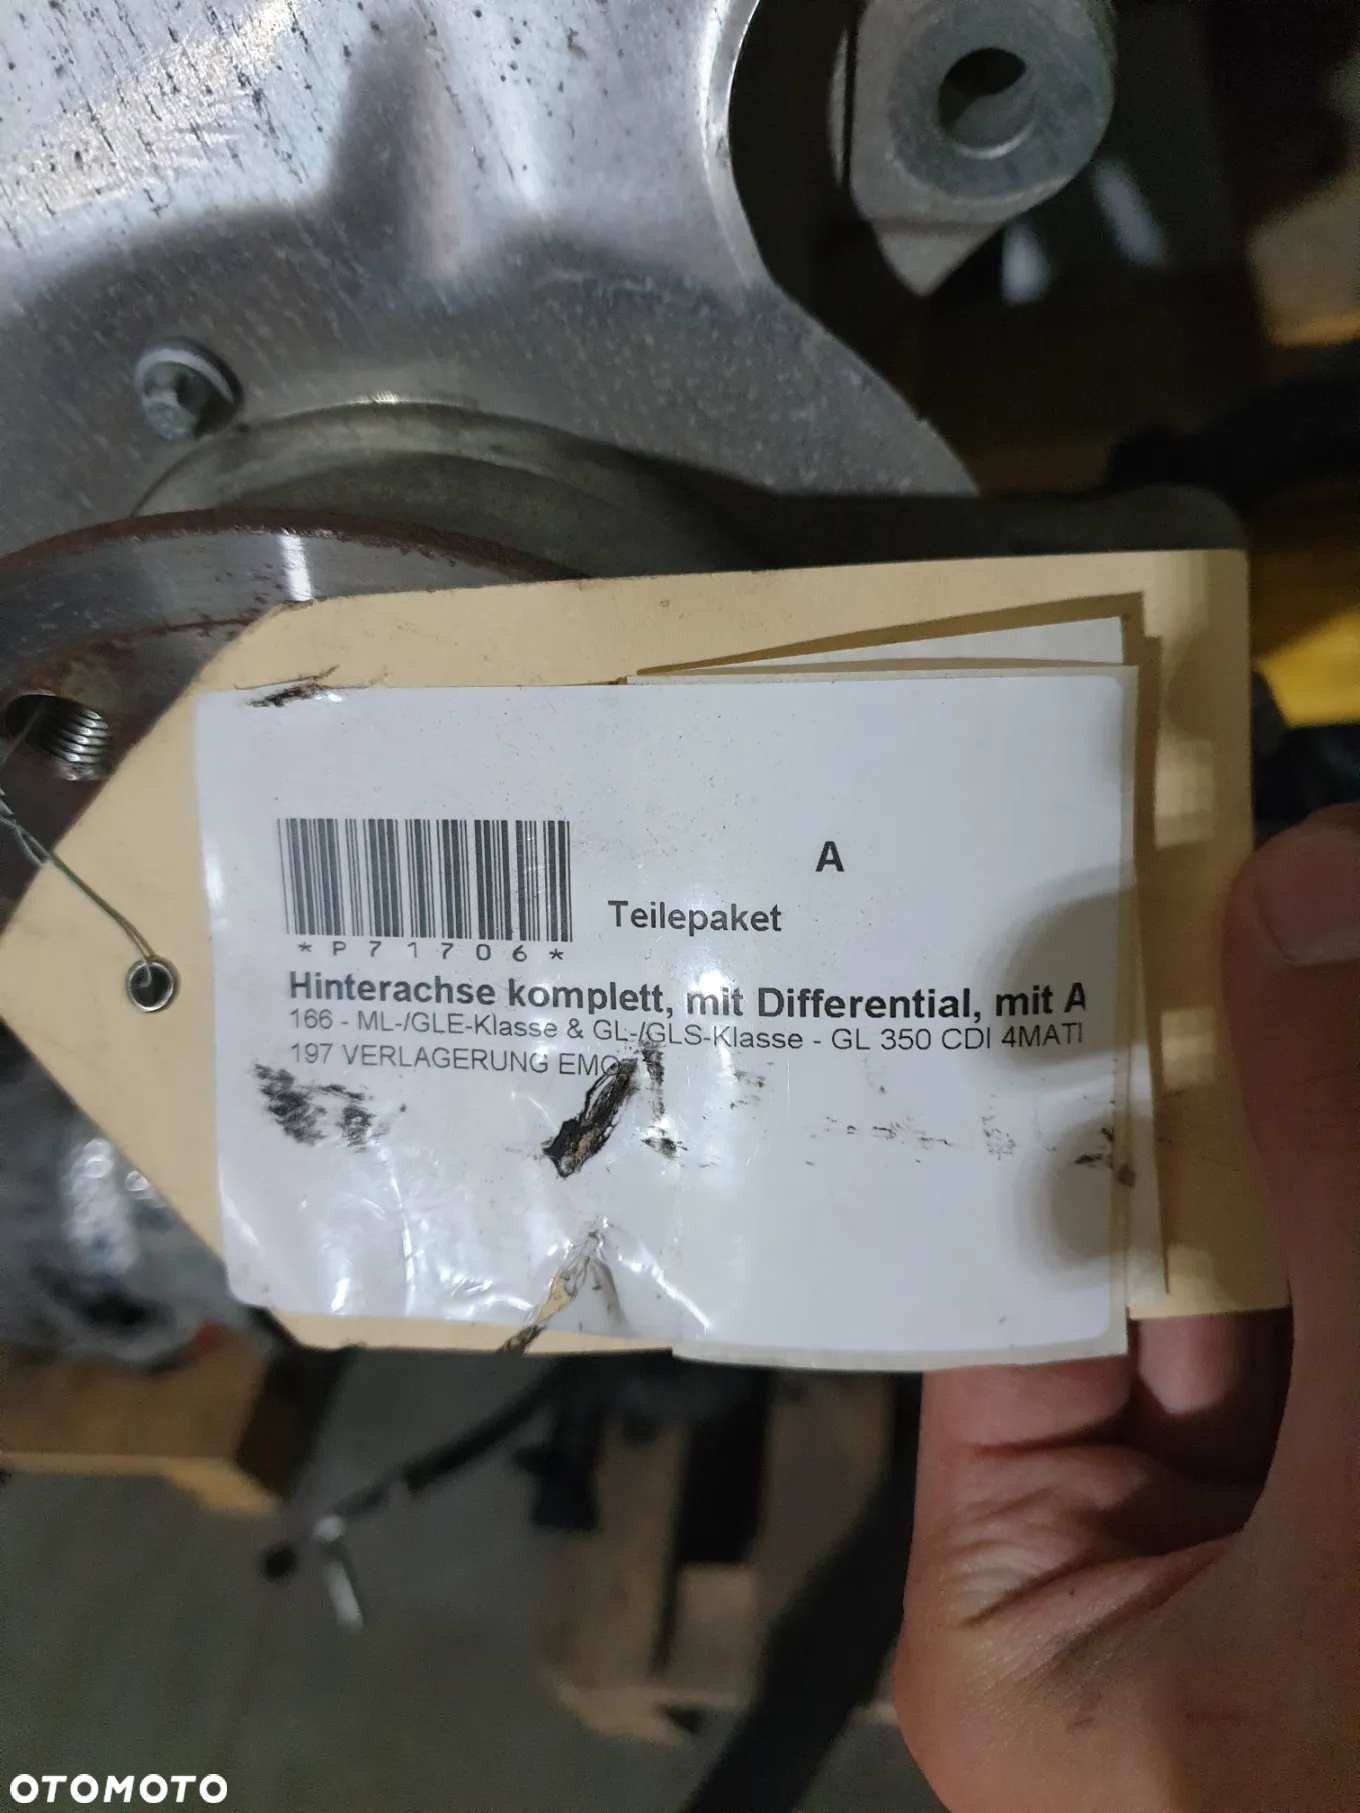 A
Teilepaket
*P71706*
Hinterachse komplett, mit Differential, mit A
166 - ML-/GLE-Klasse & GL-/GLS-Klasse - GL 350 CDI 4MATI
197 VERLAGERUNG EMO
OTOMOTO